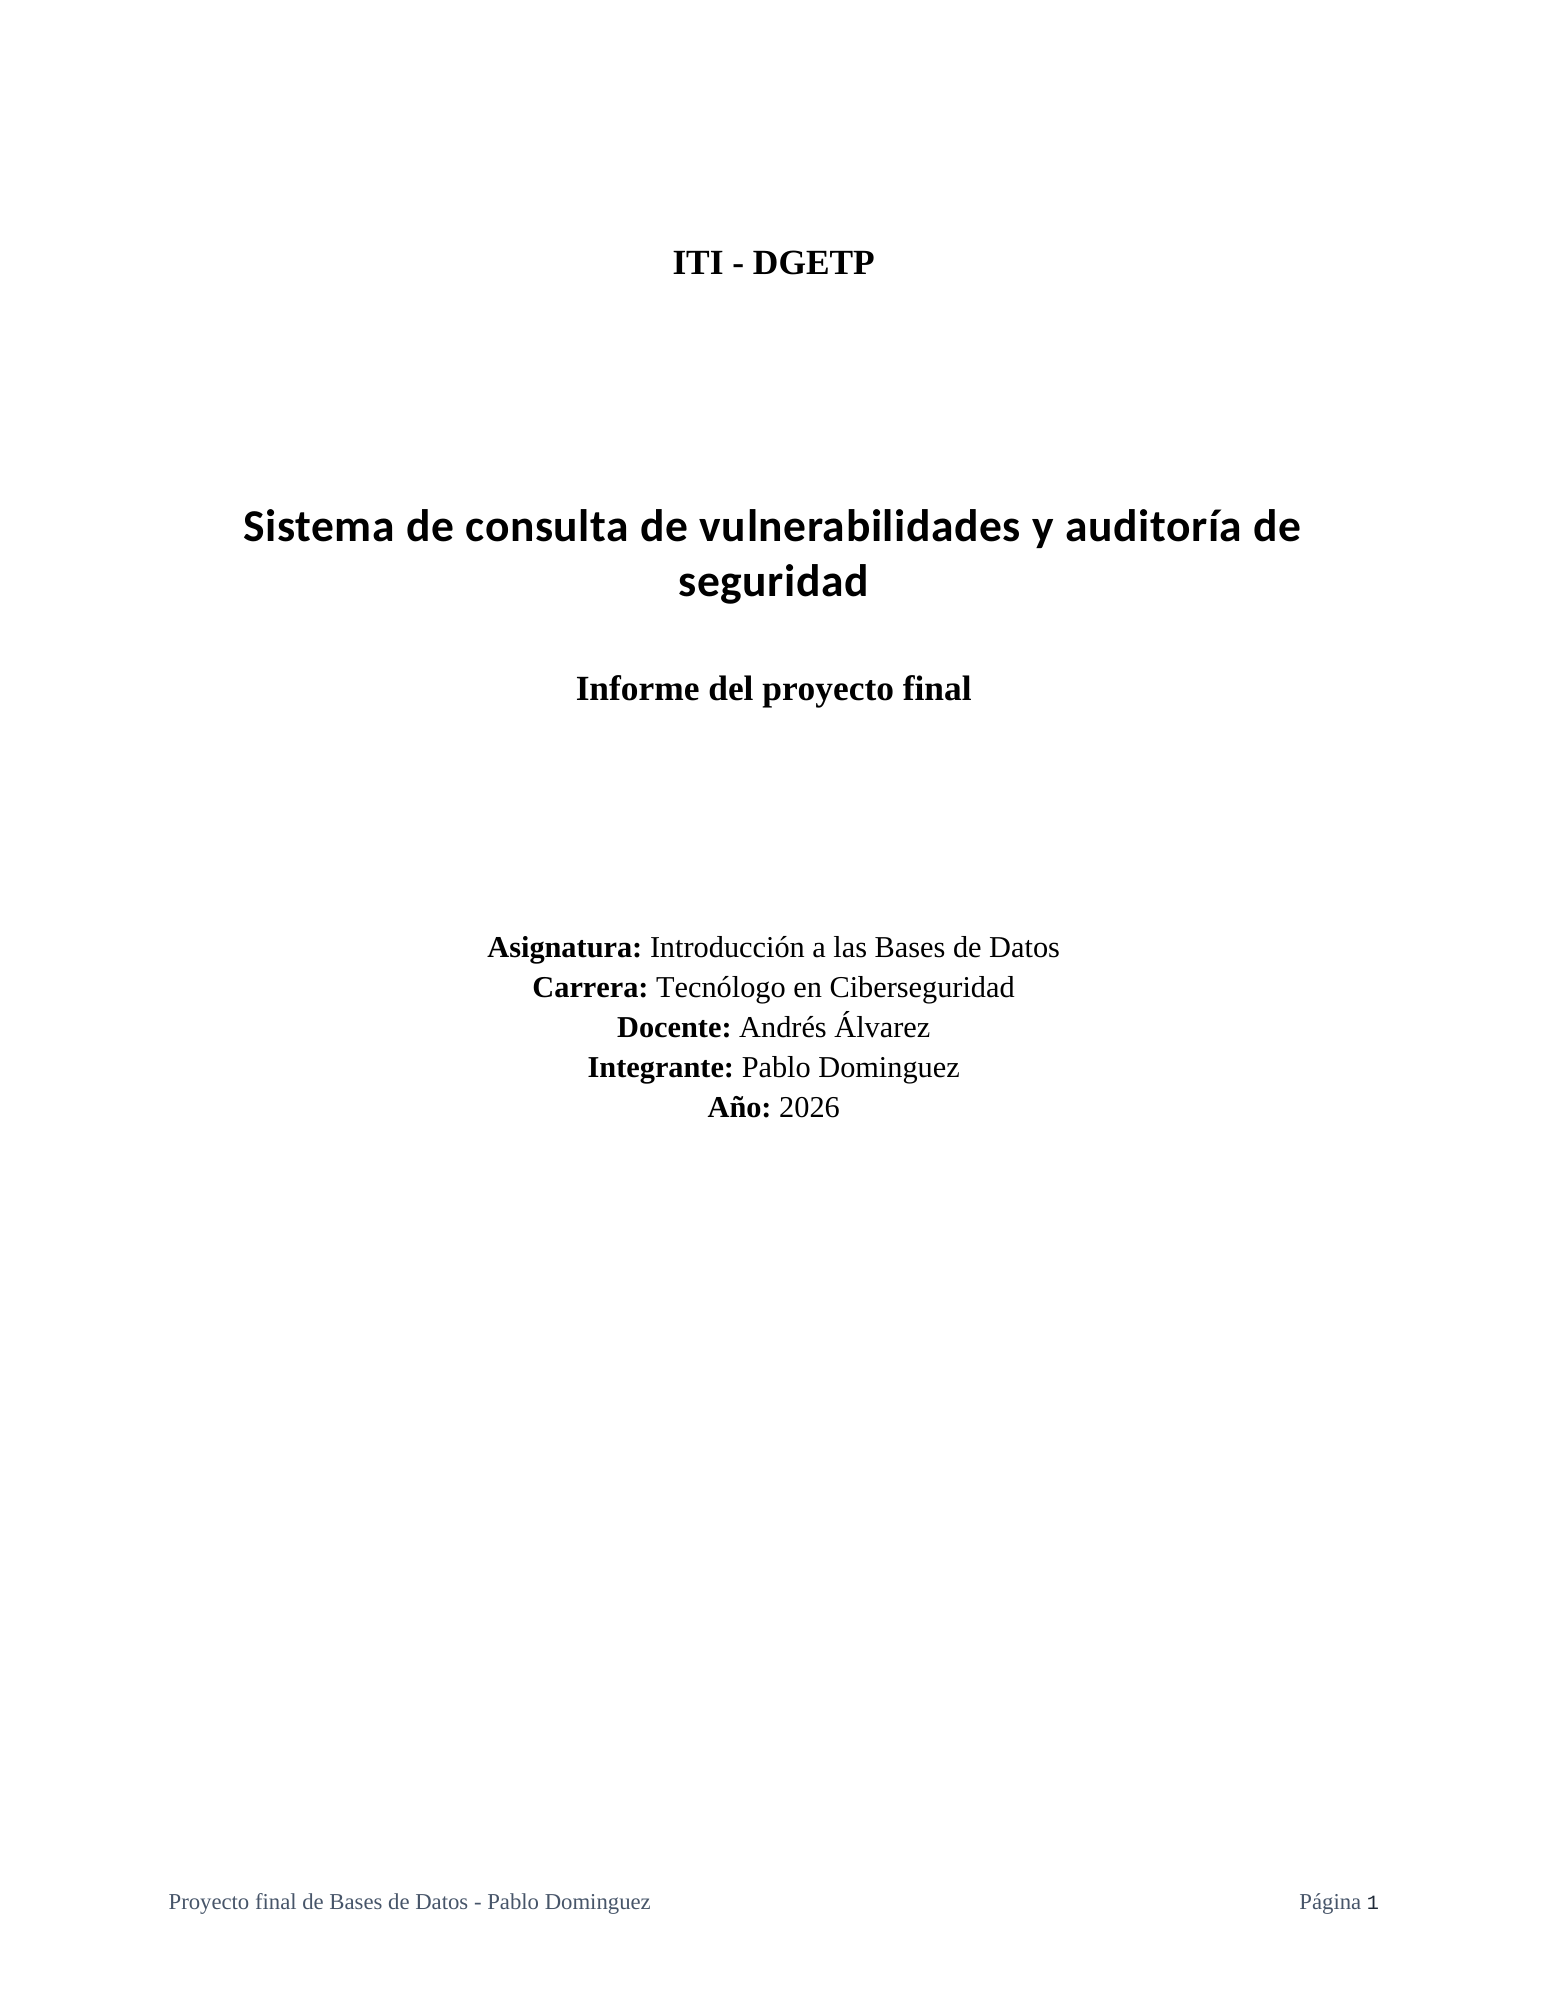 ITI - DGETP
Sistema de consulta de vulnerabilidades y auditoría de
seguridad
Informe del proyecto final
Asignatura: Introducción a las Bases de Datos
Carrera: Tecnólogo en Ciberseguridad
Docente: Andrés Álvarez
Integrante: Pablo Dominguez
Año: 2026
Proyecto final de Bases de Datos - Pablo Dominguez Página 1